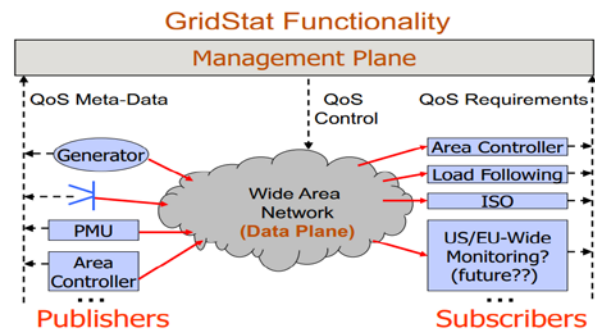 GridStat Functionality
Management Plane
QoS Meta-Data
QoS
Control
QoS Requirements
Generator
PMU
Area
Controller
Wide Area
Network
(Data Plane)
Area Controller
Load Following
ISO
US/EU-Wide
Monitoring?
(future??)
...
Publishers
...
Subscribers